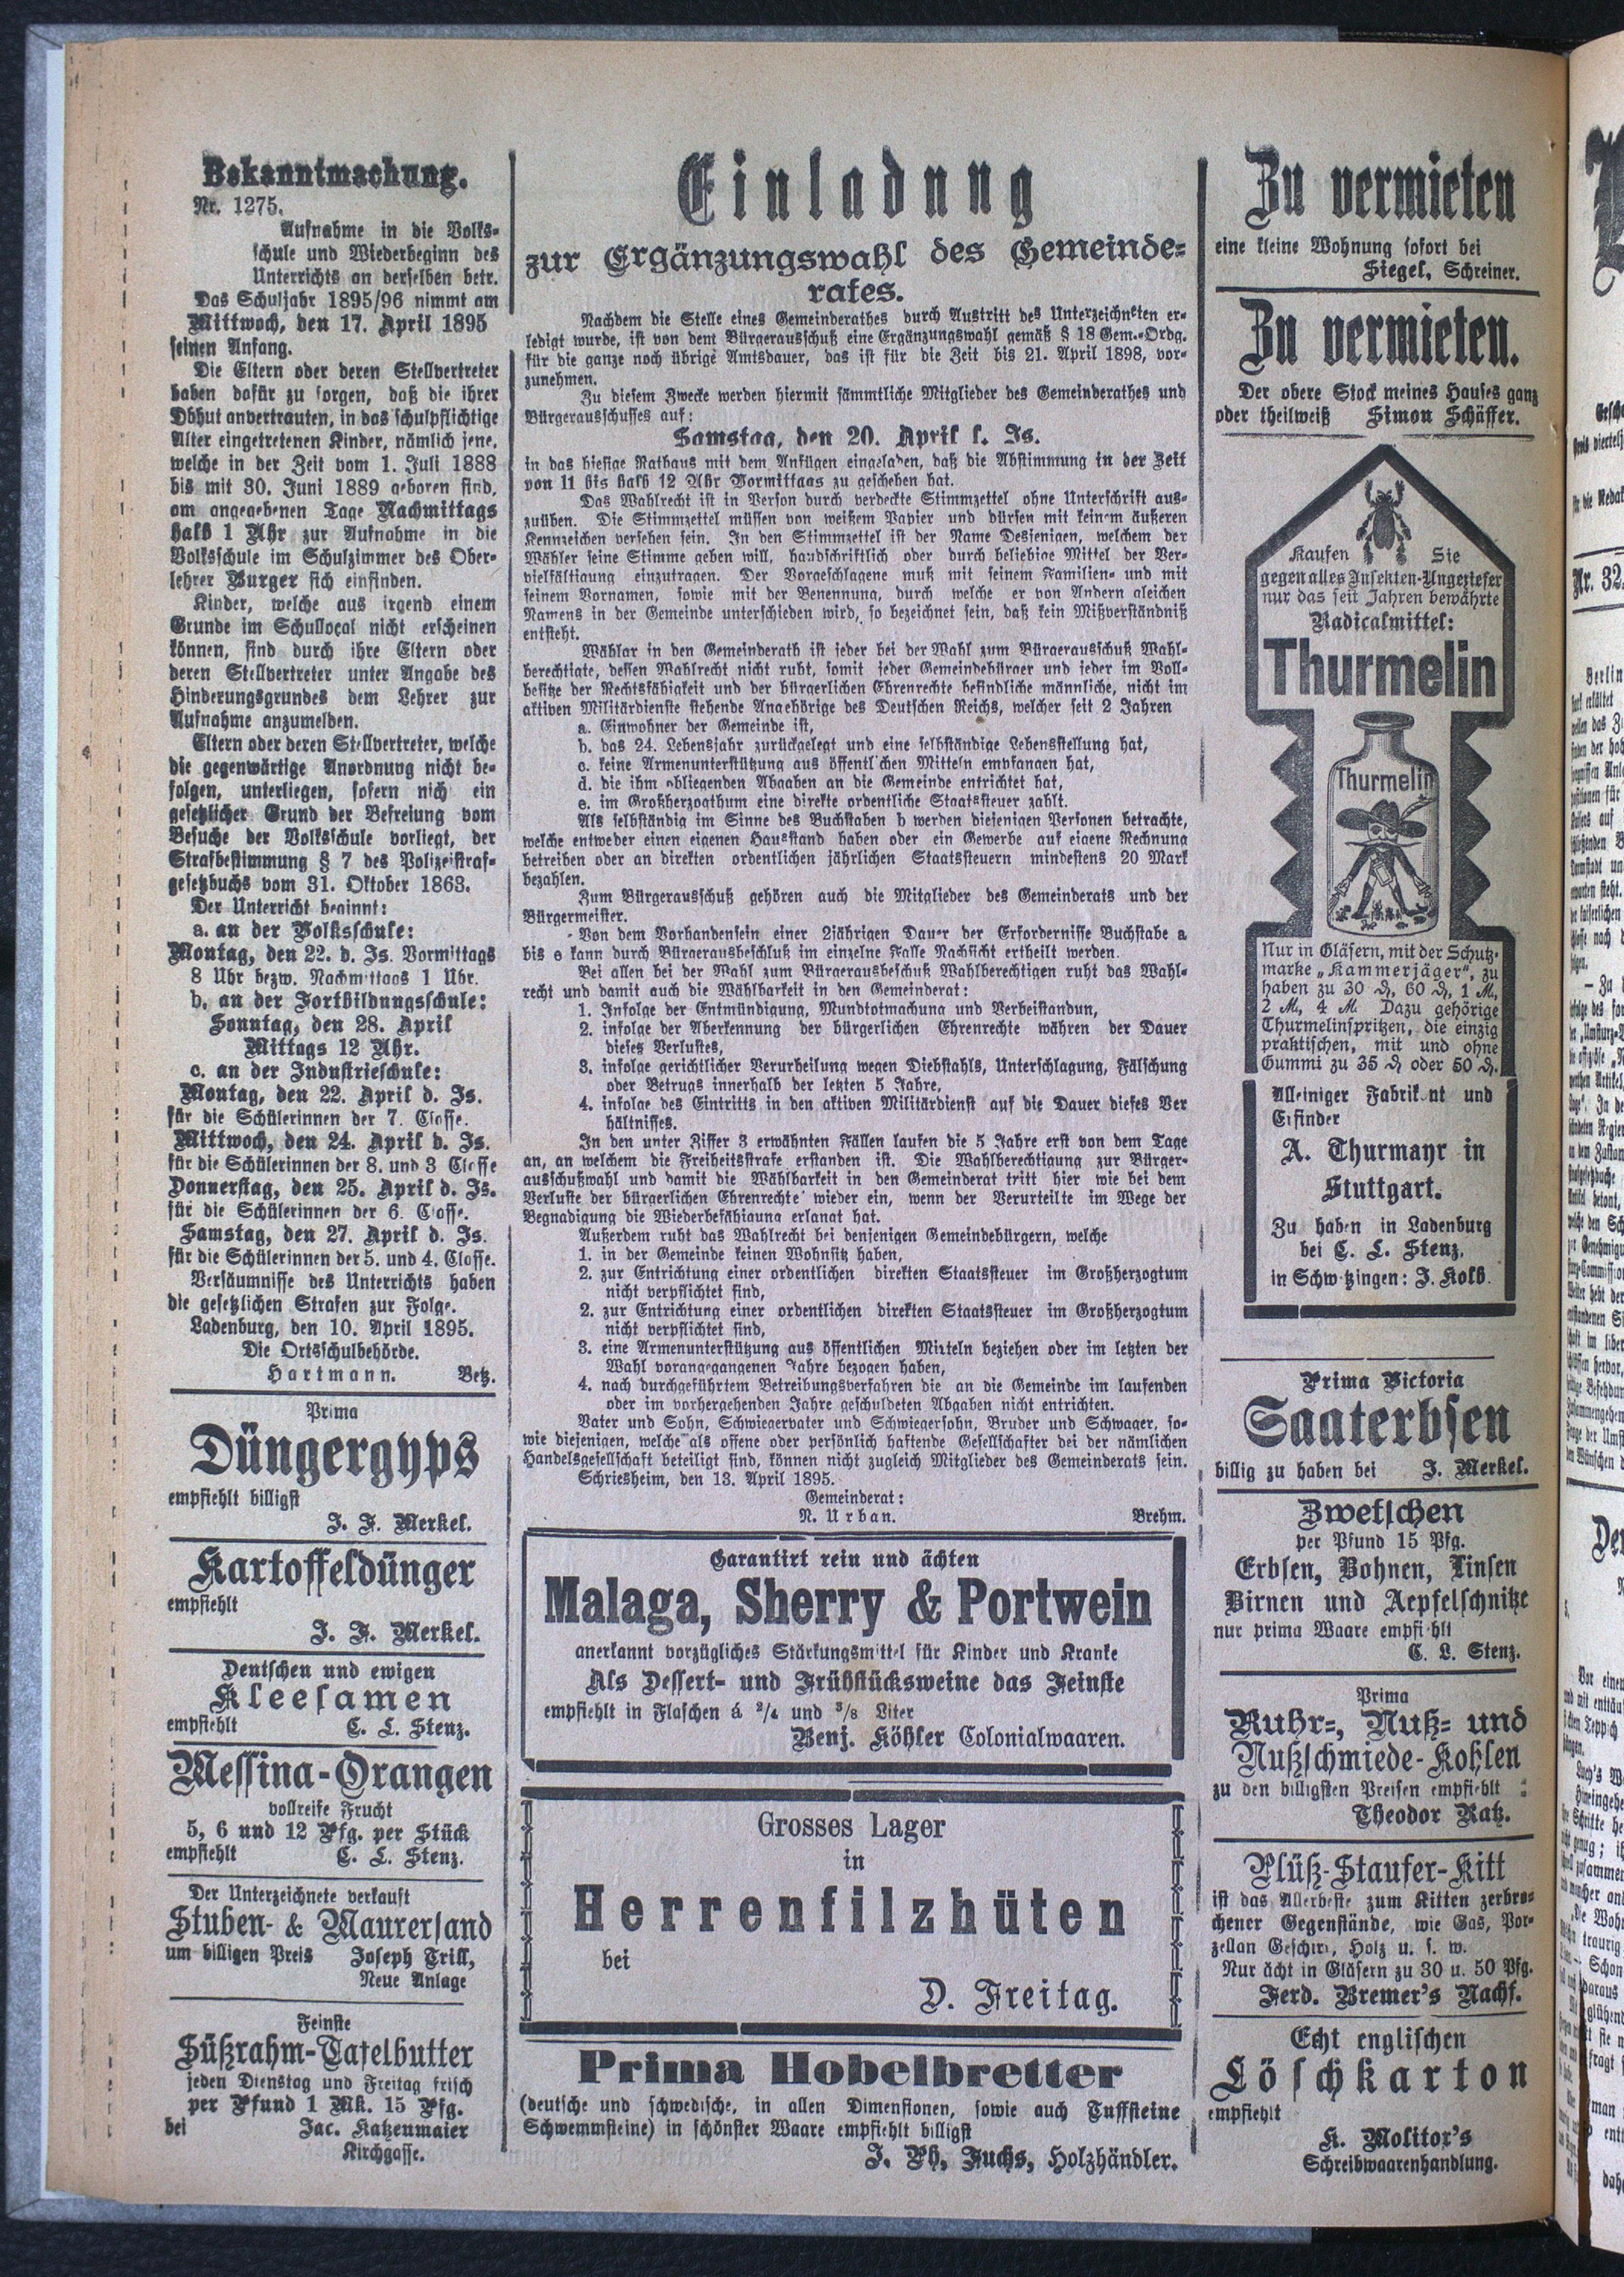 Bekanntmachung.
Nr. 1275.
Aufnahme in die Volks-
schule und Wiederbeginn des
Unterrichts an derselben betr.
Das Schuljahr 1895/96 nimmt am
Mittwoch, den 17. April 1895
seinen Anfang.
Die Eltern oder deren Stellvertreter
haben dafür zu sorgen, daß die ihrer
Obhut anvertrauten, in das schulpflichtige
Alter eingetretenen Kinder, nämlich jene,
welche in der Zeit vom 1. Juli 1888
bis mit 30. Juni 1889 geboren sind,
am angegebenen Tage Nachmittags
halb 1 Uhr zur Aufnahme in die
Volksschule im Schulzimmer des Ober-
lehrer Burger sich einfinden.
Kinder, welche aus irgend einem
Grunde im Schullocal nicht erscheinen
können, sind durch ihre Eltern oder
deren Stellvertreter unter Angabe des
Hinderungsgrundes dem Lehrer zur
Aufnahme anzumelden.
Eltern oder deren Stellvertreter, welche
die gegenwärtige Anordnung nicht be-
folgen, unterliegen, sofern nich ein
gesetzlicher Grund der Befreiung vom
Besuche der Volksschule vorliegt, der
Strafbestimmung § 7 des Polizeistraf-
gesetzbuchs vom 31. Oktober 1863.
Der Unterricht beginnt:
a. an der Volksschule:
Montag, den 22. d. Js. Vormittags
8 Uhr bezw. Nachmittags 1 Uhr.
b. an der Fortbildungsschule:
Sonntag, den 28. April
Mittags 12 Uhr.
c. an der Industrieschule:
Montag, den 22. April d. Js.
für die Schülerinnen der 7. Classe.
Mittwoch, den 24. April d. Js.
für die Schülerinnen der 8. und 3 Classe
Donnerstag, den 25. April d. Js.
für die Schülerinnen der 6. Classe.
Samstag, den 27. April d. Js.
für die Schülerinnen der 5. und 4. Classe.
Versäumnisse des Unterrichts haben
die gesetzlichen Strafen zur Folge.
Ladenburg, den 10. April 1895.
Die Ortsschulbehörde.
Hartmann. Betz.
Prima
Düngergyps
empfiehlt billigst
J. F. Merkel.
Kartoffeldünger
empfiehlt
J. F. Merkel.
Deutschen und ewigen
Kleesamen
empfiehlt C. L. Stenz.
Messina-Orangen
vollreife Frucht
5, 6 und 12 Pfg. per Stück
empfiehlt C. L. Stenz.
Der Unterzeichnete verkauft
Stuben- & Maurersand
um billigen Preis Joseph Trill,
Neue Anlage
Feinste
Süßrahm-Tafelbutter
jeden Dienstag und Freitag frisch
per Pfund 1 Mk. 15 Pfg.
bei Jac. Katzenmaier
Kirchgasse.
Einladung
zur Ergänzungswahl des Gemeinde-
rates.
Nachdem die Stelle eines Gemeinderathes durch Austritt des Unterzeichneten er-
ledigt wurde, ist von dem Bürgerausschuß eine Ergänzungswahl gemäß § 18 Gem.-Ordg.
für die ganze noch übrige Amtsdauer, das ist für die Zeit bis 21. April 1898, vor-
zunehmen.
Zu diesem Zwecke werden hiermit sämmtliche Mitglieder des Gemeinderathes und
Bürgerausschusses auf:
Samstag, den 20. April l. Js.
in das hiesige Rathaus mit dem Anfügen eingeladen, daß die Abstimmung in der Zeit
von 11 bis halb 12 Uhr Vormittags zu geschehen hat.
Das Wahlrecht ist in Person durch verdeckte Stimmzettel ohne Unterschrift aus-
zuüben. Die Stimmzettel müssen von weißem Papier und dürfen mit keinem äußeren
Kennzeichen versehen sein. In den Stimmzettel ist der Name Desjenigen, welchem der
Wähler seine Stimme geben will, handschriftlich oder durch beliebige Mittel der Ver-
vielfältigung einzutragen. Der Vorgeschlagene muß mit seinem Familien- und mit
seinem Vornamen, sowie mit der Benennung, durch welche er von Andern gleichen
Namens in der Gemeinde unterschieden wird, so bezeichnet sein, daß kein Mißverständniß
entsteht.
Wählar in den Gemeinderath ist jeder bei der Wahl zum Bürgerausschuß Wahl-
berechtigte, dessen Wahlrecht nicht ruht, somit jeder Gemeindebürger und jeder im Voll-
besitze der Rechtsfähigkeit und der bürgerlichen Ehrenrechte befindliche männliche, nicht im
aktiven Militärdienste stehende Angehörige des Deutschen Reichs, welcher seit 2 Jahren
a. Einwohner der Gemeinde ist,
b. das 24. Lebensjahr zurückgelegt und eine selbständige Lebensstellung hat,
c. keine Armenunterstützung aus öffentlichen Mitteln empfangen hat,
d. die ihm obliegenden Abgaben an die Gemeinde entrichtet hat,
e. im Großherzogthum eine direkte ordentliche Staatssteuer zahlt.
Als selbständig im Sinne des Buchstaben b werden diejenigen Personen betrachte,
welche entweder einen eigenen Hausstand haben oder ein Gewerbe auf eigene Rechnung
betreiben oder an direkten ordentlichen jährlichen Staatssteuern mindestens 20 Mark
bezahlen.
Zum Bürgerausschuß gehören auch die Mitglieder des Gemeinderats und der
Bürgermeister.
Von dem Vorhandensein einer 2jährigen Dauer der Erfordernisse Buchstabe a
bis e kann durch Bürgerausbeschluß im einzelne Falle Nachsicht ertheilt werden.
Bei allen bei der Wahl zum Bürgerausbeschuß Wahlberechtigen ruht das Wahl-
recht und damit auch die Wählbarkeit in den Gemeinderat:
1. Infolge der Entmündigung, Mundtotmachung und Verbeistandun,
2. infolge der Aberkennung der bürgerlichen Ehrenrechte währen der Dauer
dieses Verlustes,
3. infolge gerichtlicher Verurheilung wegen Diebstahls, Unterschlagung, Fälschung
oder Betrugs innerhalb der letzten 5 Jahre,
4. infolge des Eintritts in den aktiven Militärdienst auf die Dauer dieses Ver
hältnisses.
In den unter Ziffer 3 erwähnten Fällen laufen die 5 Jahre erst von dem Tage
an, an welchem die Freiheitsstrafe erstanden ist. Die Wahlberechtigung zur Bürger-
ausschußwahl und damit die Wählbarkeit in den Gemeinderat tritt hier wie bei dem
Verluste der bürgerlichen Ehrenrechte wieder ein, wenn der Verurteilte im Wege der
Begnadigung die Wiederbefähigung erlangt hat.
Außerdem ruht das Wahlrecht bei denjenigen Gemeindebürgern, welche
1. in der Gemeinde keinen Wohnsitz haben,
2. zur Entrichtung einer ordentlichen direkten Staatssteuer im Großherzogtum
nicht verpflichtet sind,
2. zur Entrichtung einer ordentlichen direkten Staatssteuer im Großherzogtum
nicht verpflichtet sind,
3. eine Armenunterstützung aus öffentlichen Mitteln beziehen oder im letzten der
Wahl vorangegangenen Jahre bezogen haben,
4. nach durchgeführtem Betreibungsverfahren die an die Gemeinde im laufenden
oder im vorhergehenden Jahre geschuldeten Abgaben nicht entrichten.
Vater und Sohn, Schwiegervater und Schwiegersohn, Bruder und Schwager, so-
wie diejenigen, welche als offene oder persönlich haftende Gesellschafter bei der nämlichen
Handelsgesellschaft beteiligt sind, können nicht zugleich Mitglieder des Gemeinderats sein.
Schriesheim, den 13. April 1895.
Gemeinderat:
N. Urban. Brehm.
Garantirt rein und ächten
Malaga, Sherry & Portwein
anerkannt vorzügliches Stärkungsmittel für Kinder und Kranke
Als Dessert- und Frühstücksweine das Feinste
empfiehlt in Flaschen á 2/4 und 3/8 Liter
Benj. Köhler Colonialwaaren.
Grosses Lager
in
Herrenfilzhüten
bei
D. Freitag.
Prima Hobelbretter
(deutsche und schwedische, in allen Dimensionen, sowie auch Tuffsteine
Schwemmsteine) in schönster Waare empfiehlt billigst
J. Ph, Fuchs, Holzhändler.
Zu vermieten
eine kleine Wohnung sofort bei
Siegel, Schreiner.
Zu vermieten.
Der obere Stock meines Hauses ganz
oder theilweiß Simon Schäffer.
Kaufen Sie
gegen alles Insekten-Ungeziefer
nur das seit Jahren bewährte
Radicalmittel:
Thurmelin
Thurmelin
Nur in Gläsern, mit der Schutz-
marke „Kammerjäger", zu
haben zu 30 ₰, 60 ₰, 1 M.,
2 M., 4 M. Dazu gehörige
Thurmelinspritzen, die einzig
praktischen, mit und ohne
Gummi zu 35 ₰ oder 50 ₰.
Alleiniger Fabrikant und
Erfinder
A. Thurmayr in
Stuttgart.
Zu haben in Ladenburg
bei C. L. Stenz,
in Schwetzingen: J. Kolb.
Prima Victoria
Saaterbsen
billig zu haben bei J. Merkel.
Zwetschen
per Pfund 15 Pfg.
Erbsen, Bohnen, Linsen
Birnen und Aepfelschnitze
nur prima Waare empfiehlt
C. L. Stenz.
Prima
Ruhr-, Nuß- und
Nußschmiede-Kohlen
zu den billigsten Preisen empfiehlt :
Theodor Katz.
Plüß-Staufer-Kitt
ist das Allerbeste zum Kitten zerbro-
chener Gegenstände, wie Gas, Por-
zellan Geschirr, Holz u. s. w.
Nur ächt in Gläsern zu 30 u. 50 Pfg.
Ferd. Bremer's Nachf.
Echt englischen
Löschkarton
empfiehlt
K. Molitor's
Schreibwaarenhandlung.
Nr. 32.